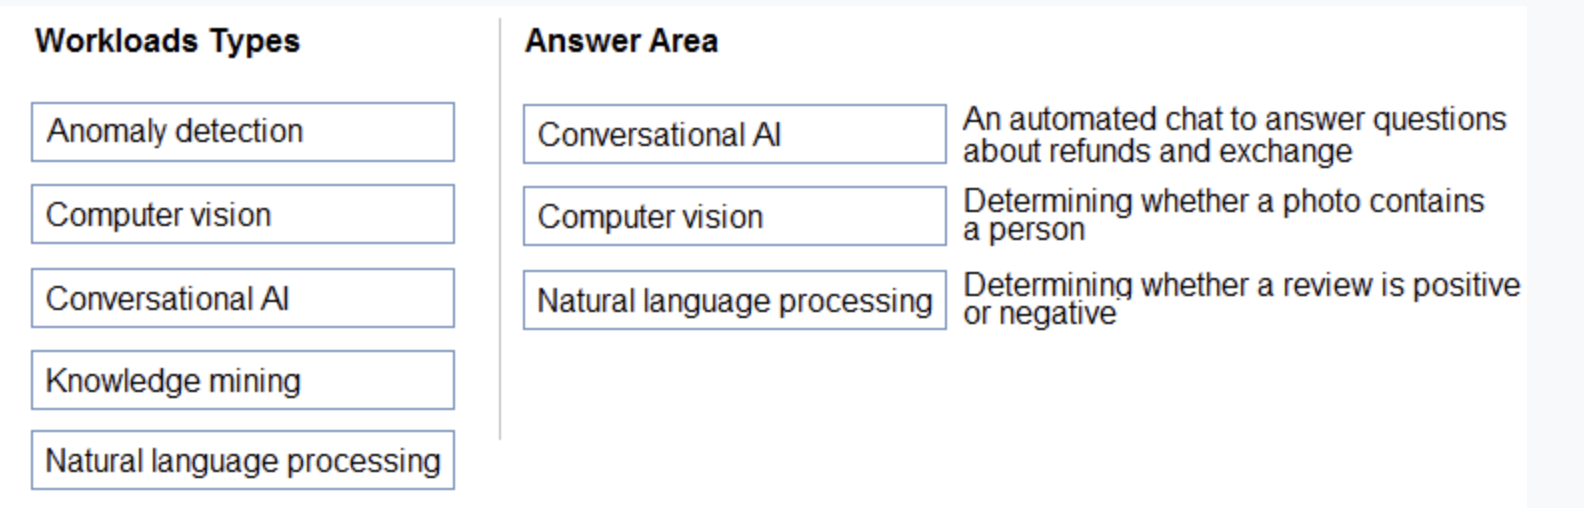 Workloads Types
Anomaly detection
Computer vision
Conversational AI
Knowledge mining
Natural language processing
Answer Area
Conversational AI
An automated chat to answer questions
about refunds and exchange
Computer vision
Determining whether a photo contains
a person
Natural language processing
Determining whether a review is positive
or negative